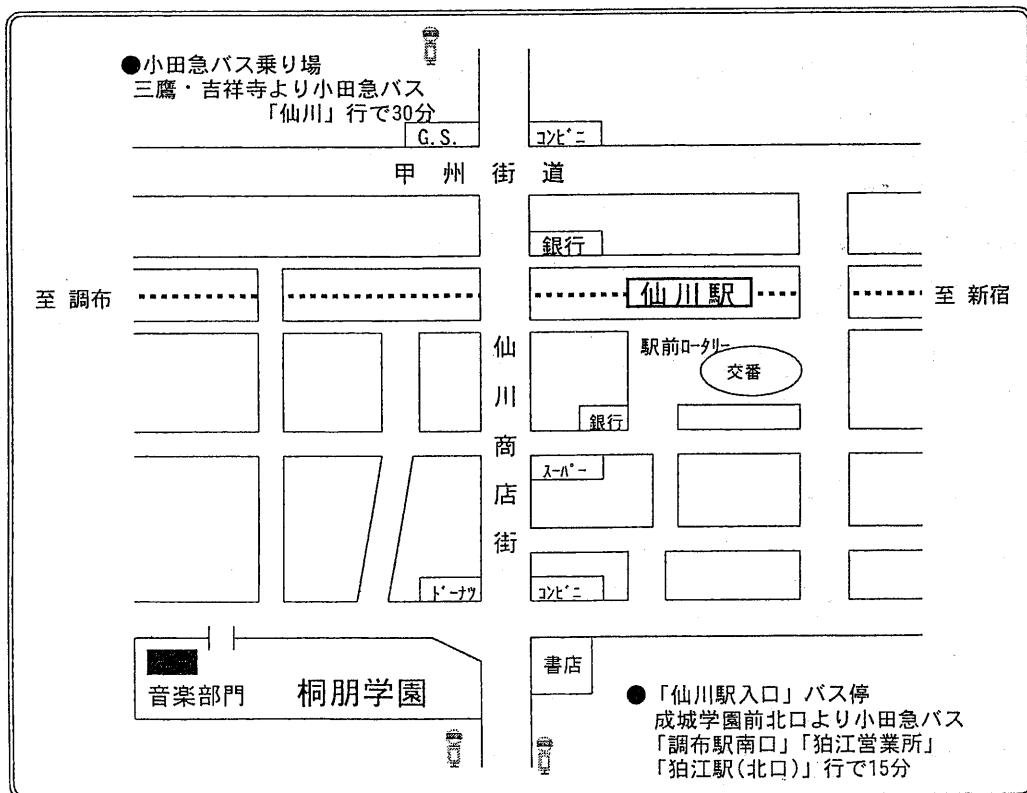 ●小田急バス乗り場
三鷹・吉祥寺より小田急バス
「仙川」行で30分
G.S.
コンビニ
甲州街道
銀行
至 調布
仙川駅
至 新宿
仙川商店街
駅前ロータリー
交番
銀行
スーパー
ドーナツ
コンビニ
音楽部門
桐朋学園
書店
●「仙川駅入口」バス停
成城学園前北口より小田急バス
「調布駅南口」「狛江営業所」
「狛江駅(北口)」行で15分